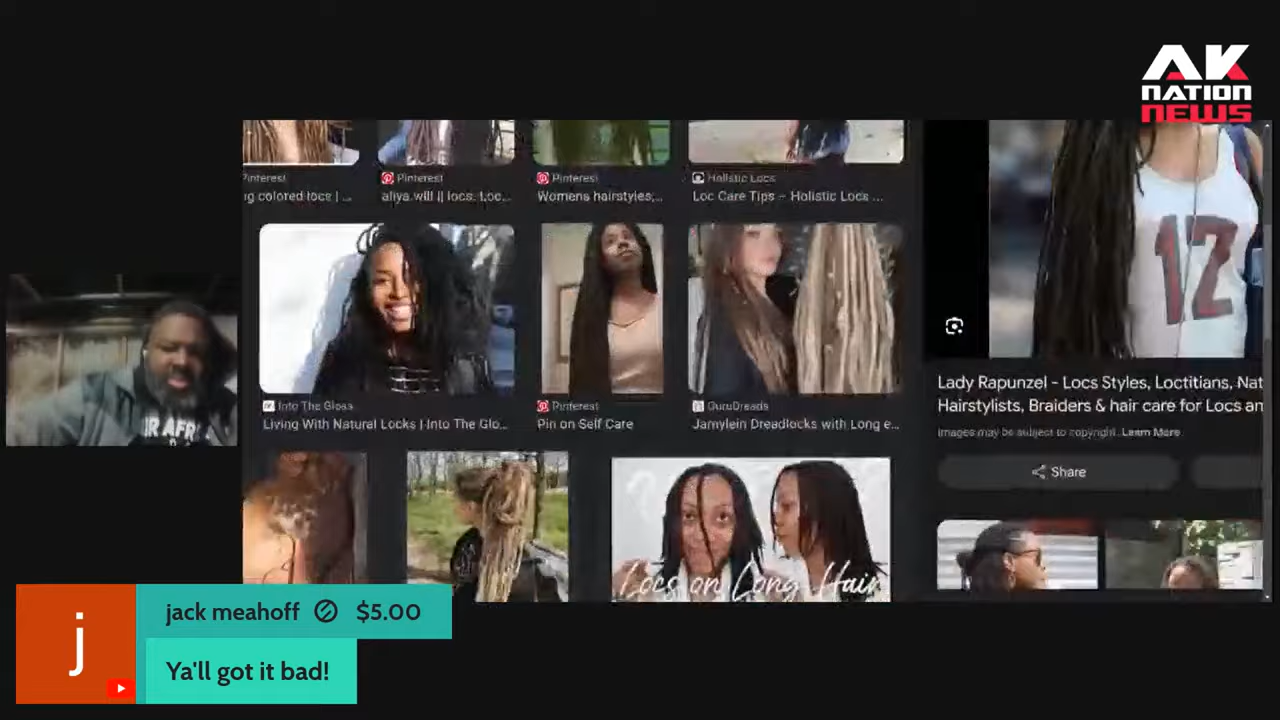 AK
NATION
NEWS
Pinterest
Pinterest
aliya.will || locs. Loc...
Pinterest
Womens hairstyles,...
Holistic Locs
Loc Care Tips – Holistic Locs ...
colored locs | ...
12
Into The Gloss
Living With Natural Locks | Into The Glo...
Pinterest
Pin on Self Care
GuruDreads
Jamylein Dreadlocks with Long e...
Lady Rapunzel - Locs Styles, Loctitians, Nat
Hairstylists, Braiders & hair care for Locs an
Images may be subject to copyright. Learn More
Share
Locs on Long Hair
j
jack meahoff
$5.00
Ya'll got it bad!